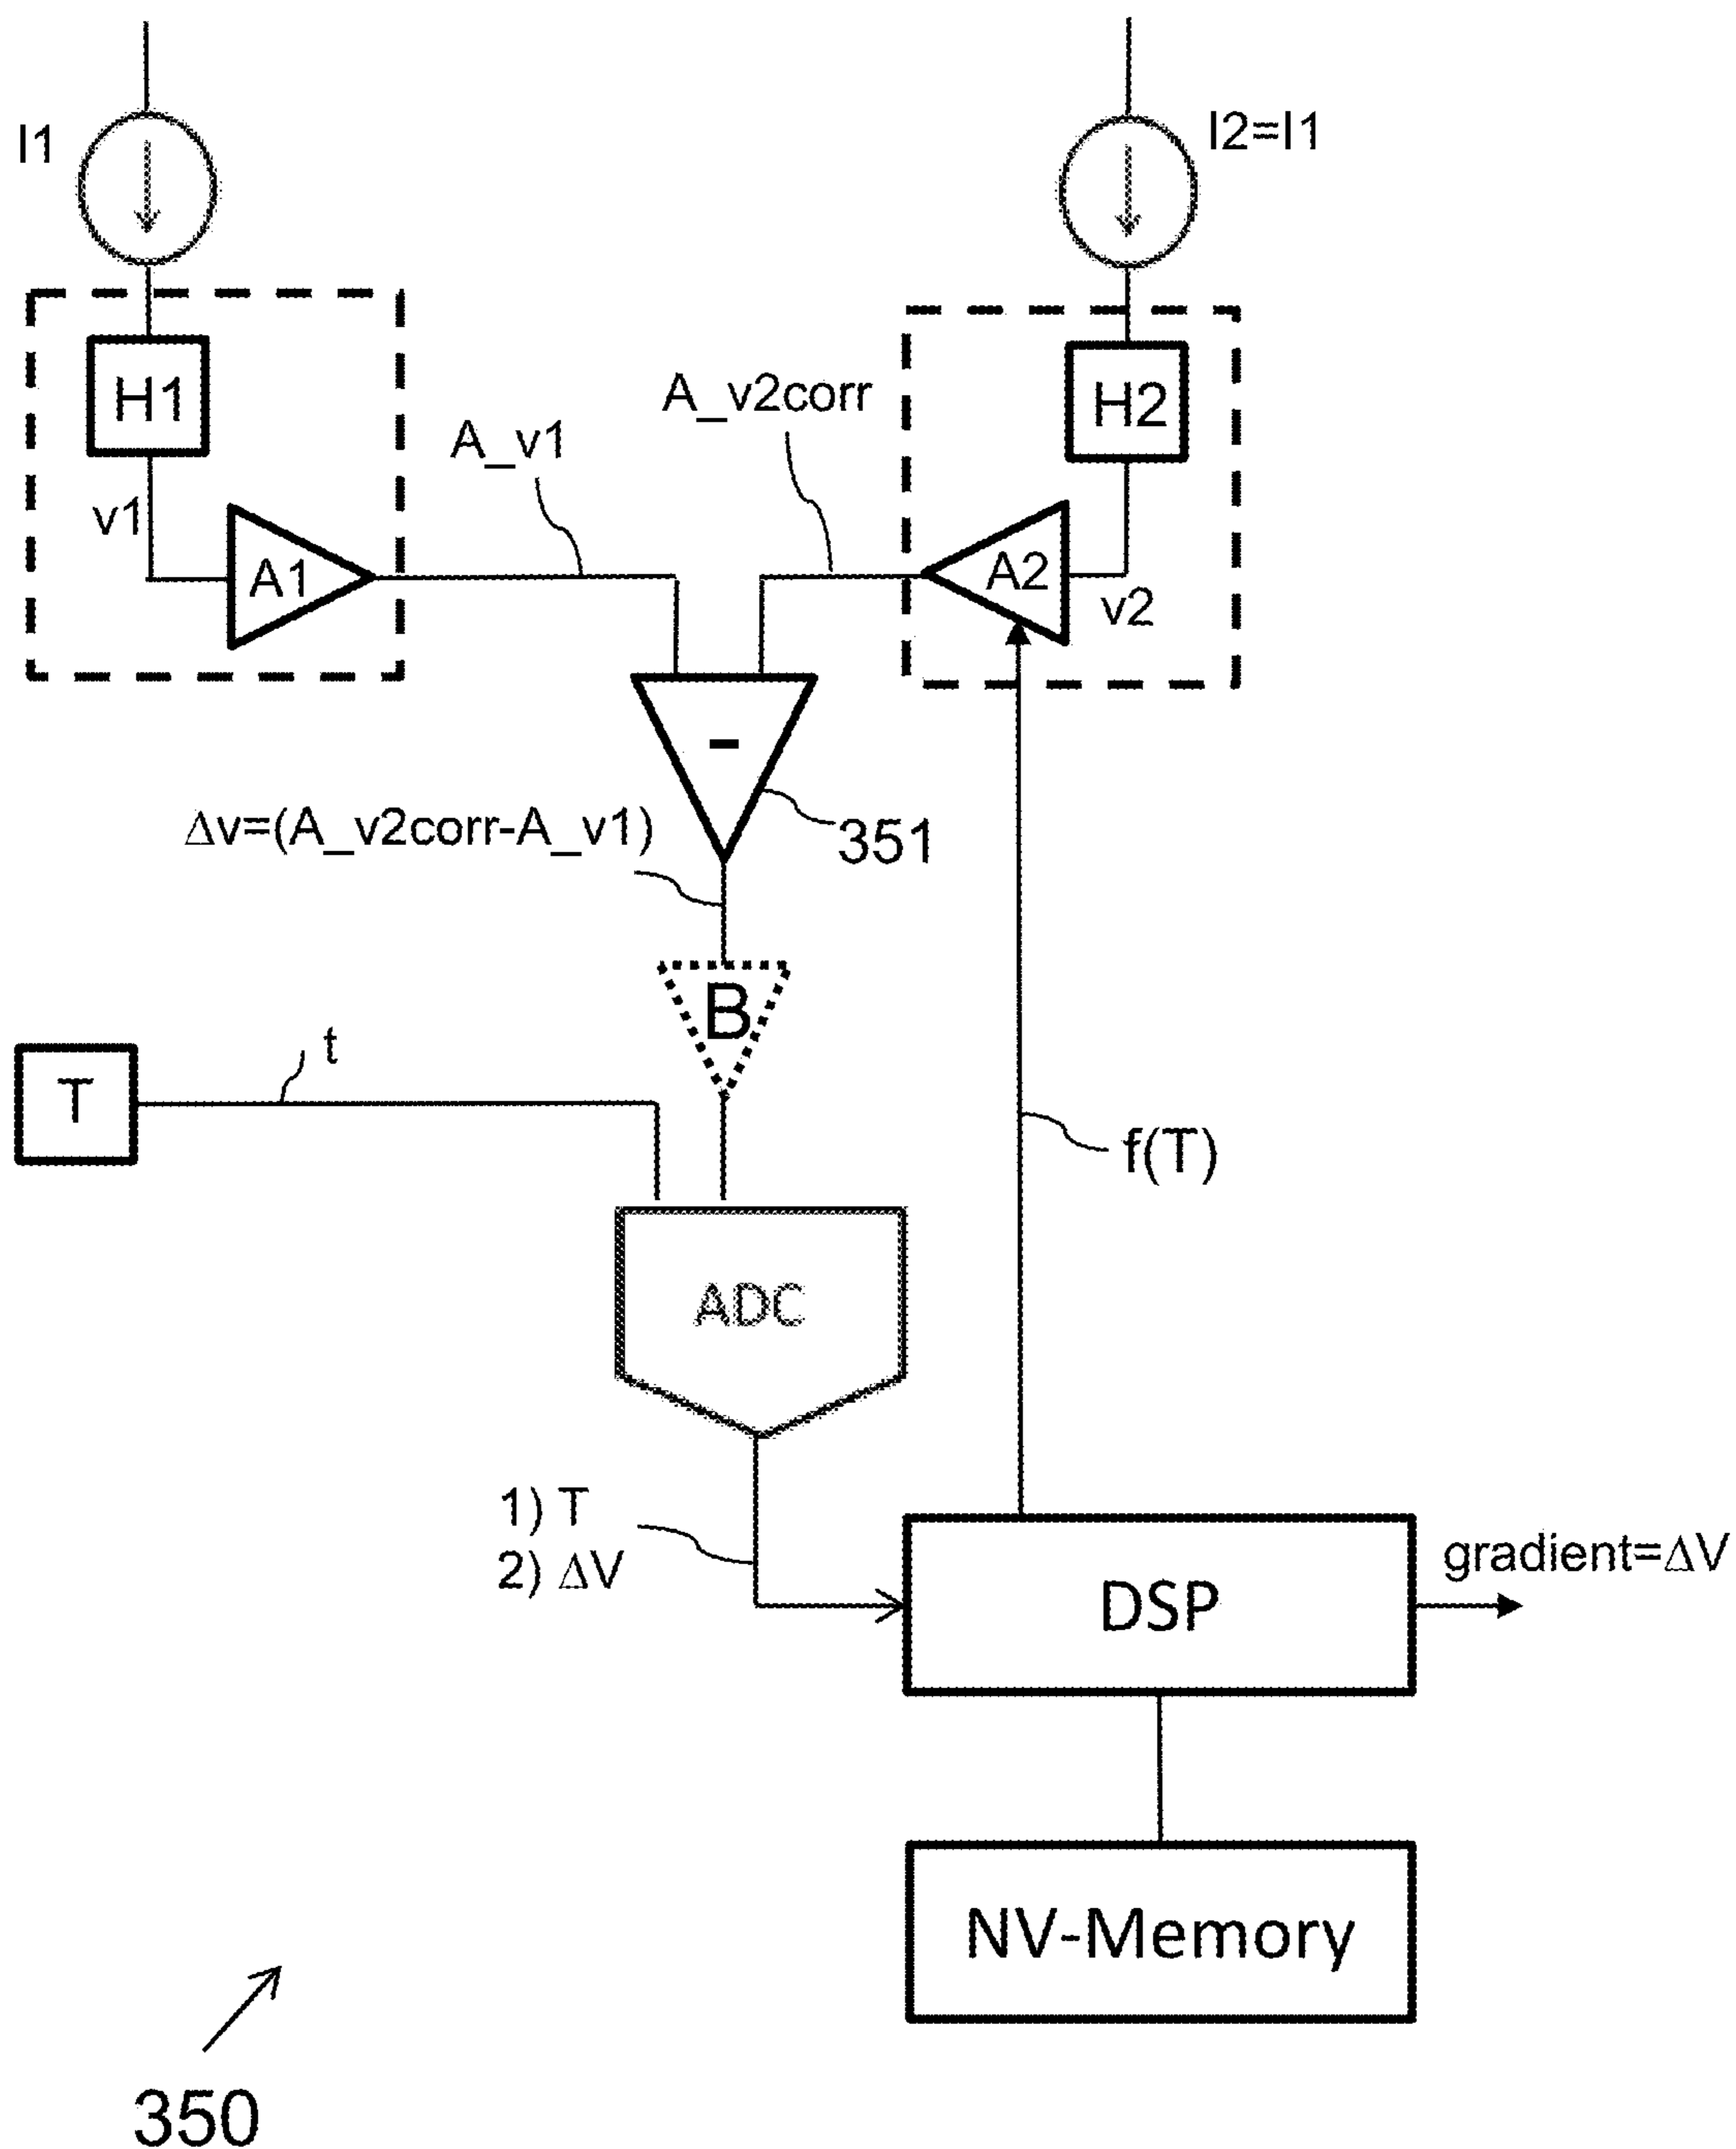 I1
I2=I1
H1
H2
A_v1
A_v2corr
v1
A1
A2
v2
-
Δv=(A_v2corr-A_v1)
351
B
T
t
f(T)
ADC
1) T
2) ΔV
gradient=ΔV
DSP
NV-Memory
350